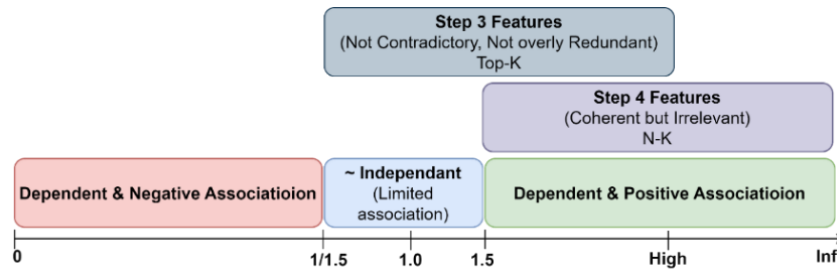 Step 3 Features
(Not Contradictory, Not overly Redundant)
Top-K
Step 4 Features
(Coherent but Irrelevant)
N-K
Dependent & Negative Associatioion
~ Independant
(Limited
association)
Dependent & Positive Associatioion
0
1/1.5
1.0
1.5
High
Inf